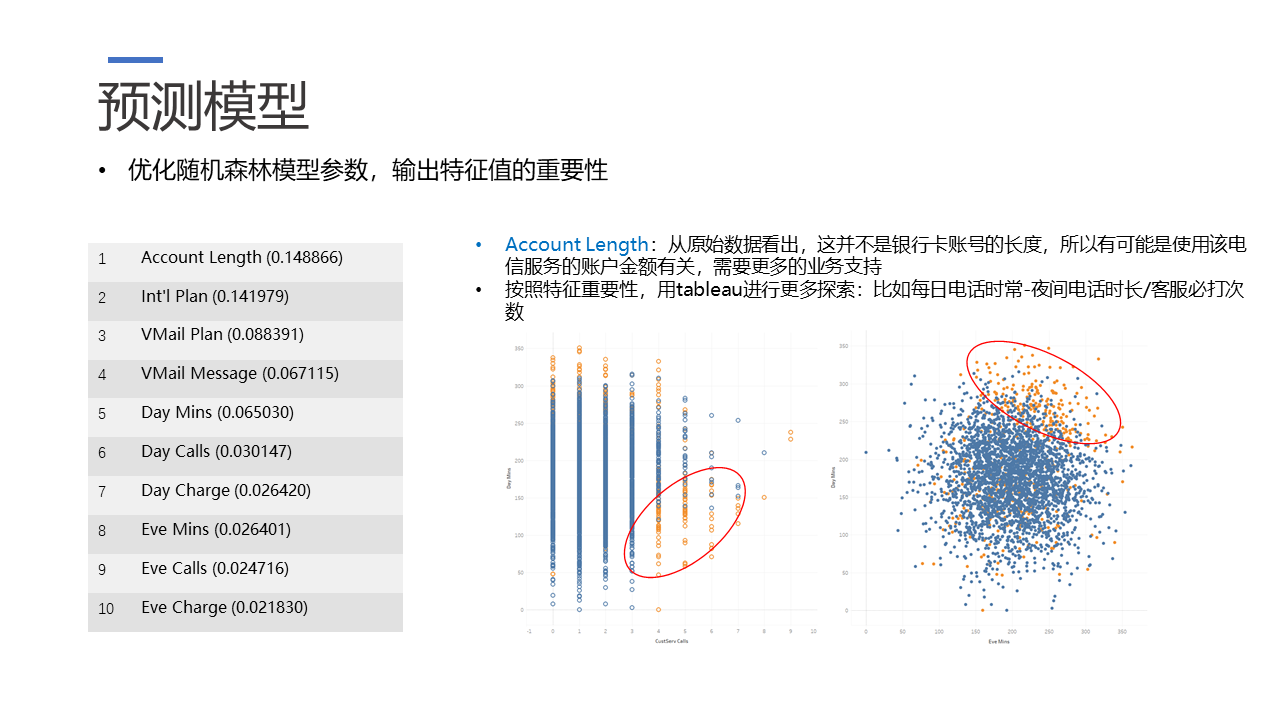 预测模型
• 优化随机森林模型参数，输出特征值的重要性
1 Account Length (0.148866)
2 Int'l Plan (0.141979)
3 VMail Plan (0.088391)
4 VMail Message (0.067115)
5 Day Mins (0.065030)
6 Day Calls (0.030147)
7 Day Charge (0.026420)
8 Eve Mins (0.026401)
9 Eve Calls (0.024716)
10 Eve Charge (0.021830)
• Account Length：从原始数据看出，这并不是银行卡账号的长度，所以有可能是使用该电
信服务的账户金额有关，需要更多的业务支持
• 按照特征重要性，用tableau进行更多探索：比如每日电话时常-夜间电话时长/客服必打次
数
350
300
250
200
150
100
50
0
Day Mins
-1 0 1 2 3 4 5 6 7 8 9 10
CustServ Calls
350
300
250
200
150
100
50
0
Day Mins
0 50 100 150 200 250 300 350
Eve Mins